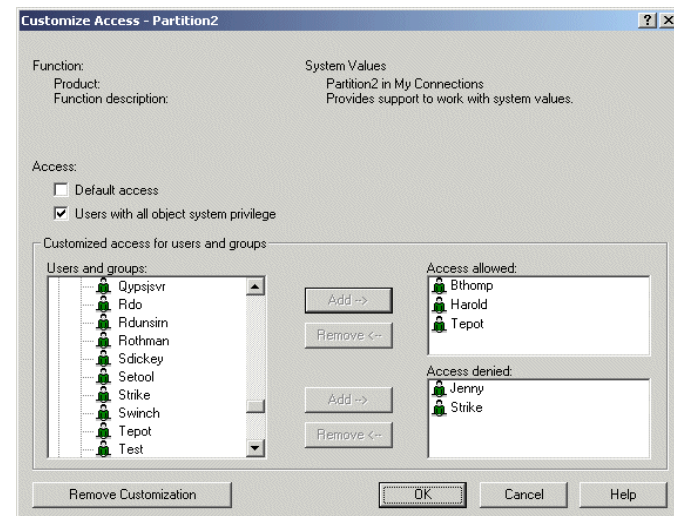 Customize Access - Partition2
Function: System Values
Product: Partition2 in My Connections
Function description: Provides support to work with system values.
Access:
Default access
Users with all object system privilege
Customized access for users and groups
Users and groups:
Qypsjsvr
Rdo
Rdunsirn
Rothman
Sdickey
Setool
Strike
Swinch
Tepot
Test
Add -->
Remove <--
Add -->
Remove <--
Access allowed:
Bthomp
Harold
Tepot
Access denied:
Jenny
Strike
Remove Customization
OK
Cancel
Help